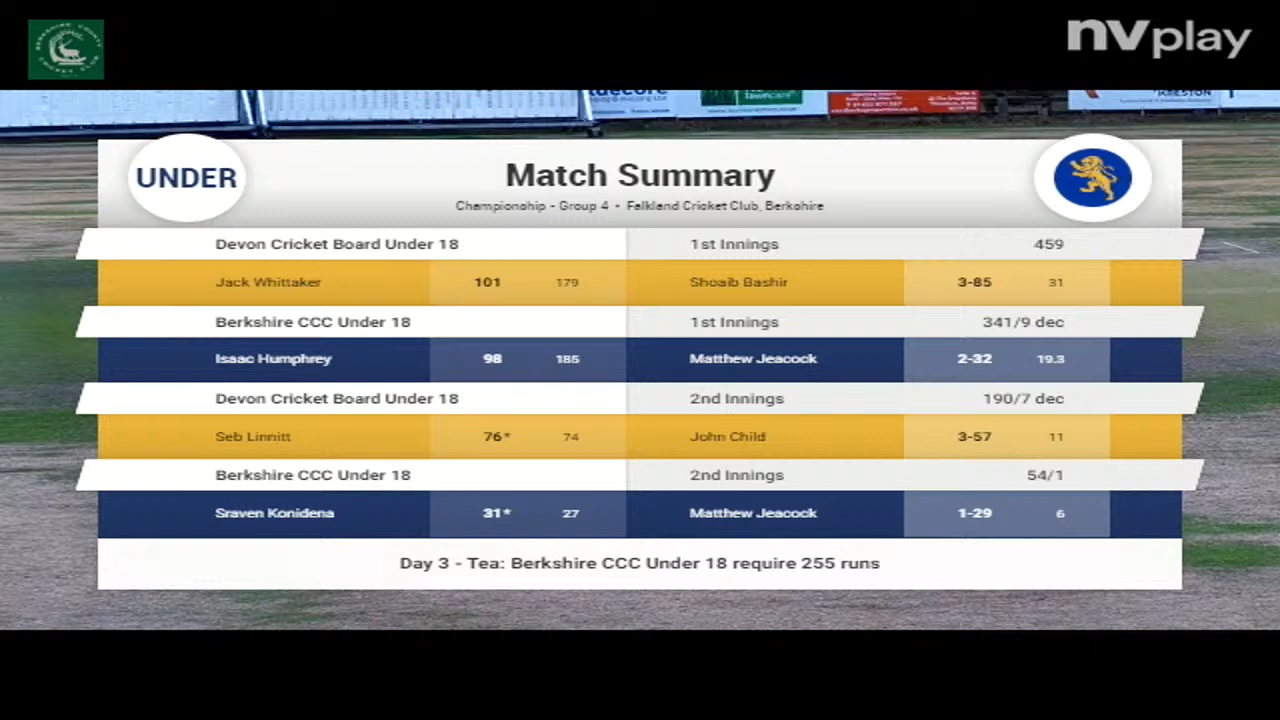 nvplay
UNDER
Match Summary
Championship - Group 4 • Falkland Cricket Club, Berkshire
Devon Cricket Board Under 18 1st Innings 459
Jack Whittaker 101 179 Shoaib Bashir 3-85 31
Berkshire CCC Under 18 1st Innings 341/9 dec
Isaac Humphrey 98 185 Matthew Jeacock 2-32 19.3
Devon Cricket Board Under 18 2nd Innings 190/7 dec
Seb Linnitt 76* 74 John Child 3-57 11
Berkshire CCC Under 18 2nd Innings 54/1
Sraven Konidena 31* 27 Matthew Jeacock 1-29 6
Day 3 - Tea: Berkshire CCC Under 18 require 255 runs